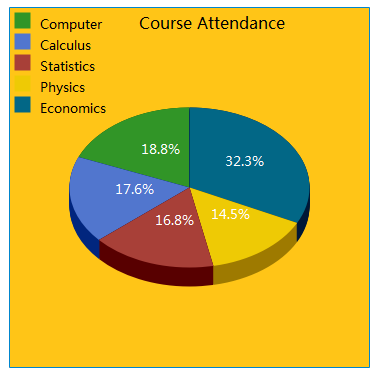 Course Attendance
Computer
Calculus
Statistics
Physics
Economics
18.8%
32.3%
17.6%
16.8%
14.5%